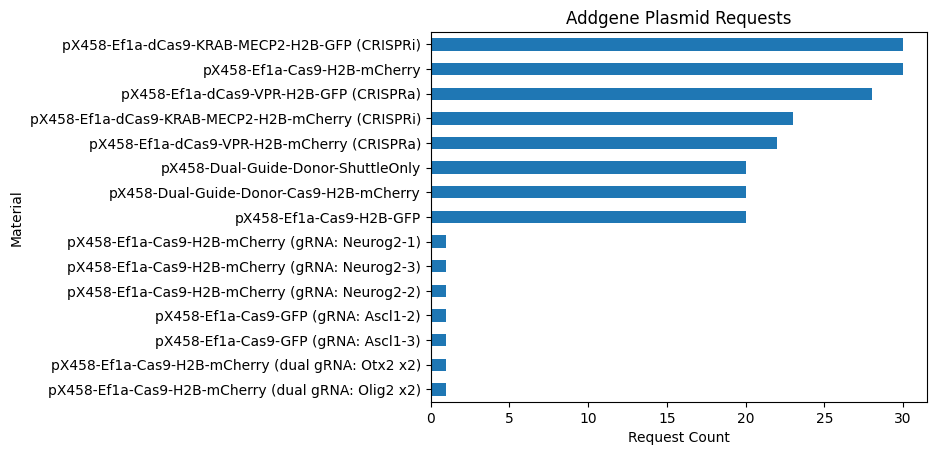 Addgene Plasmid Requests
Material
pX458-Ef1a-dCas9-KRAB-MECP2-H2B-GFP (CRISPRi)
pX458-Ef1a-Cas9-H2B-mCherry
pX458-Ef1a-dCas9-VPR-H2B-GFP (CRISPRa)
pX458-Ef1a-dCas9-KRAB-MECP2-H2B-mCherry (CRISPRi)
pX458-Ef1a-dCas9-VPR-H2B-mCherry (CRISPRa)
pX458-Dual-Guide-Donor-ShuttleOnly
pX458-Dual-Guide-Donor-Cas9-H2B-mCherry
pX458-Ef1a-Cas9-H2B-GFP
pX458-Ef1a-Cas9-H2B-mCherry (gRNA: Neurog2-1)
pX458-Ef1a-Cas9-H2B-mCherry (gRNA: Neurog2-3)
pX458-Ef1a-Cas9-H2B-mCherry (gRNA: Neurog2-2)
pX458-Ef1a-Cas9-GFP (gRNA: Ascl1-2)
pX458-Ef1a-Cas9-GFP (gRNA: Ascl1-3)
pX458-Ef1a-Cas9-H2B-mCherry (dual gRNA: Otx2 x2)
pX458-Ef1a-Cas9-H2B-mCherry (dual gRNA: Olig2 x2)
0 5 10 15 20 25 30
Request Count